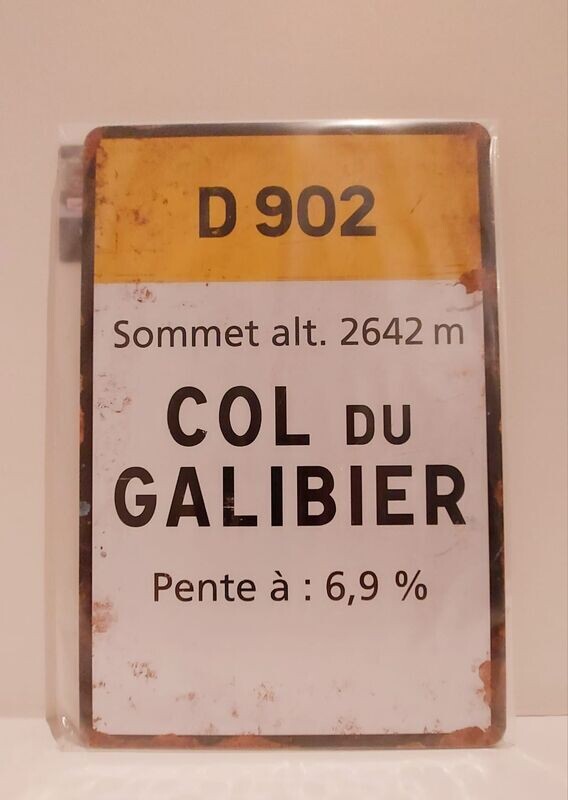 D 902
Sommet alt. 2642 m
COL DU
GALIBIER
Pente à : 6,9 %